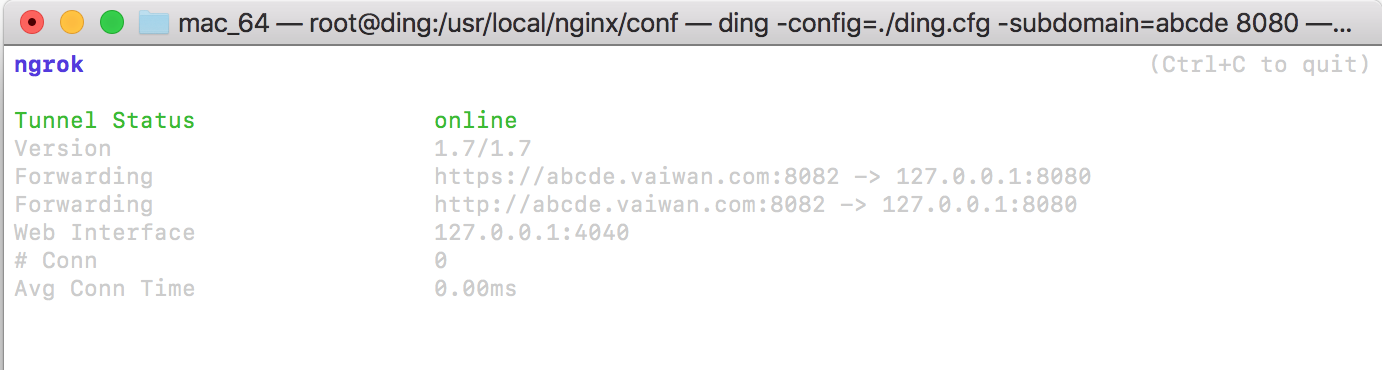 mac_64 — root@ding:/usr/local/nginx/conf — ding -config=./ding.cfg -subdomain=abcde 8080 —...
ngrok (Ctrl+C to quit)
Tunnel Status online
Version 1.7/1.7
Forwarding https://abcde.vaiwan.com:8082 -> 127.0.0.1:8080
Forwarding http://abcde.vaiwan.com:8082 -> 127.0.0.1:8080
Web Interface 127.0.0.1:4040
# Conn 0
Avg Conn Time 0.00ms